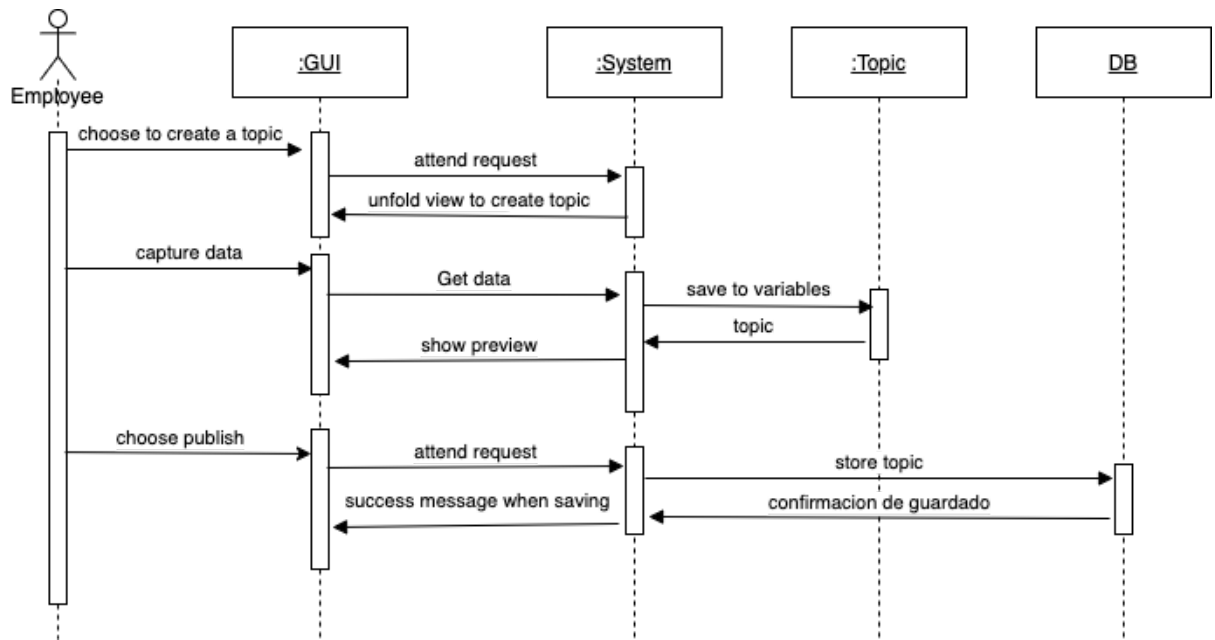 :GUI
:System
:Topic
DB
Employee
choose to create a topic
attend request
unfold view to create topic
capture data
Get data
save to variables
topic
show preview
choose publish
attend request
store topic
success message when saving
confirmacion de guardado